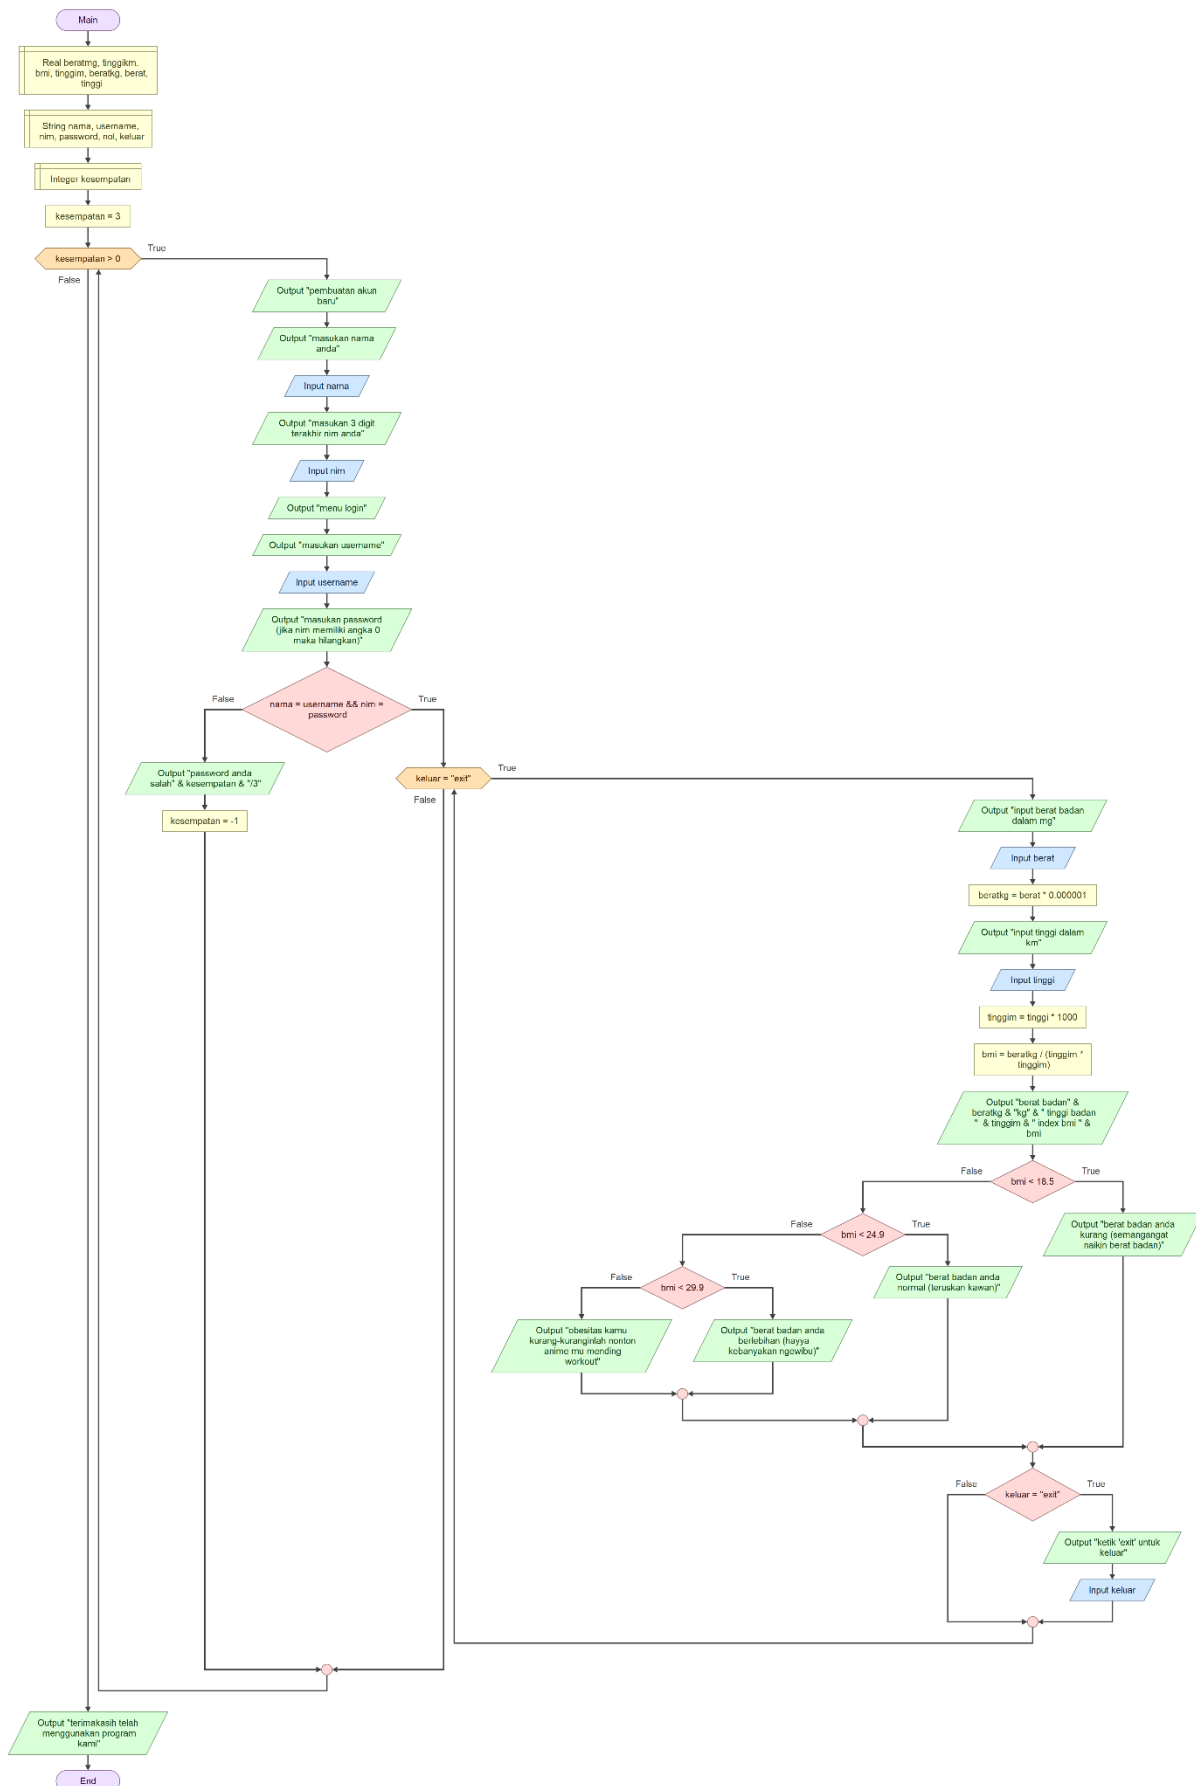 Main
Real beratmg, tinggikm.
bmi, tinggim, beratkg, berat,
tinggi
String nama, username,
nim, password, nol, keluar
Integer kesempatan
kesempatan = 3
kesempatan > 0
True
False
Output "pembuatan akun
baru"
Output "masukan nama
anda"
Input nama
Output "masukan 3 digit
terakhir nim anda"
Input nim
Output "menu login"
Output "masukan username"
Input username
Output "masukan password
(jika nim memiliki angka 0
maka hilangkan)"
False
True
nama = username && nim =
password
Output "password anda
salah" & kesempatan & "/3"
kesempatan = -1
keluar = "exit"
True
False
Output "input berat badan
dalam mg"
Input berat
beratkg = berat * 0.000001
Output "input tinggi dalam
km"
Input tinggi
tinggim = tinggi * 1000
bmi = beratkg / (tinggim *
tinggim)
Output "berat badan" &
beratkg & "kg" & " tinggi badan
" & tinggim & " index bmi " &
bmi
False
True
bmi < 18.5
Output "berat badan anda
kurang (semangangat
naikin berat badan)"
False
True
bmi < 24.9
Output "berat badan anda
normal (teruskan kawan)"
False
True
bmi < 29.9
Output "obesitas kamu
kurang-kuranginlah nonton
anime mu mending
workout"
Output "berat badan anda
berlebihan (hayya
kebanyakan ngewibu)"
False
True
keluar = "exit"
Output "ketik 'exit' untuk
keluar"
Input keluar
Output "terimakasih telah
menggunakan program
kami"
End